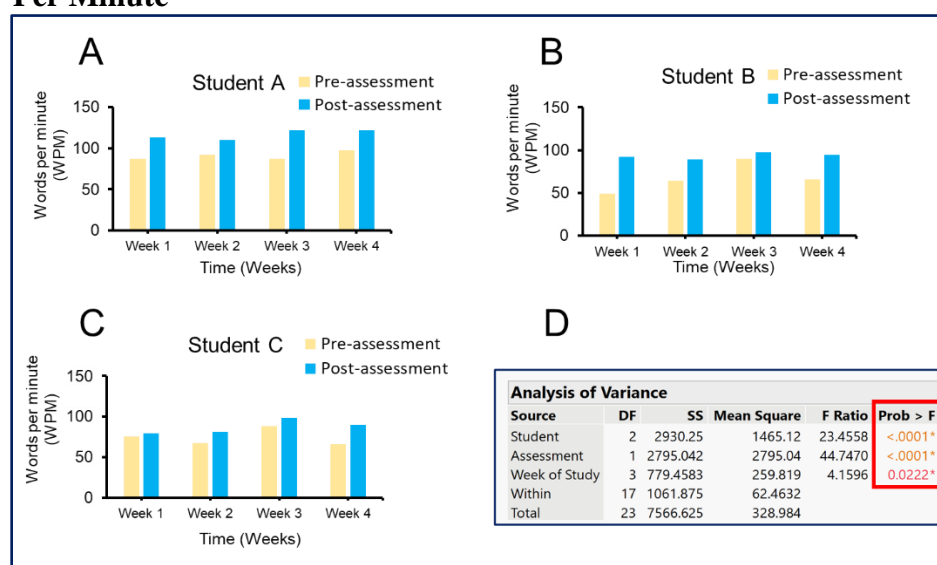 Per Minute
A
Student A
Pre-assessment
Post-assessment
Words per minute
(WPM)
150
100
50
0
Week 1 Week 2 Week 3 Week 4
Time (Weeks)
B
Student B
Pre-assessment
Post-assessment
Words per minute
(WPM)
150
100
50
0
Week 1 Week 2 Week 3 Week 4
Time (Weeks)
C
Student C
Pre-assessment
Post-assessment
Words per minute
(WPM)
150
100
50
0
Week 1 Week 2 Week 3 Week 4
Time (Weeks)
D
Analysis of Variance
Source DF SS Mean Square F Ratio Prob > F
Student 2 2930.25 1465.12 23.4558 <.0001*
Assessment 1 2795.042 2795.04 44.7470 <.0001*
Week of Study 3 779.4583 259.819 4.1596 0.0222*
Within 17 1061.875 62.4632
Total 23 7566.625 328.984